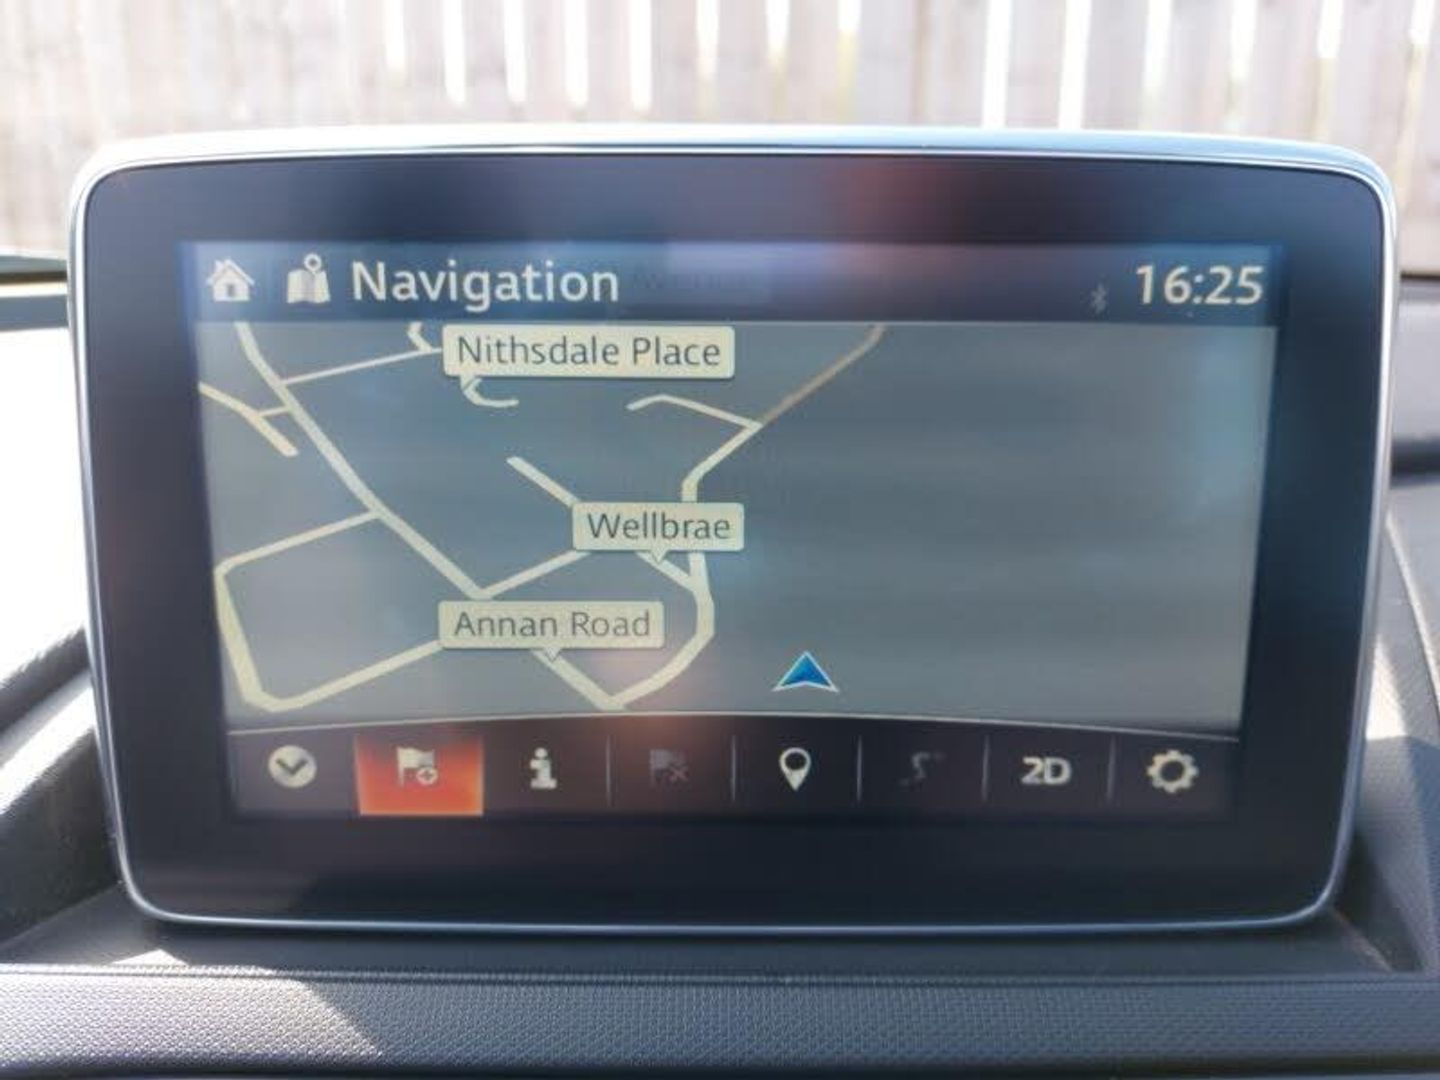 Navigation
16:25
Nithsdale Place
Wellbrae
Annan Road
2D